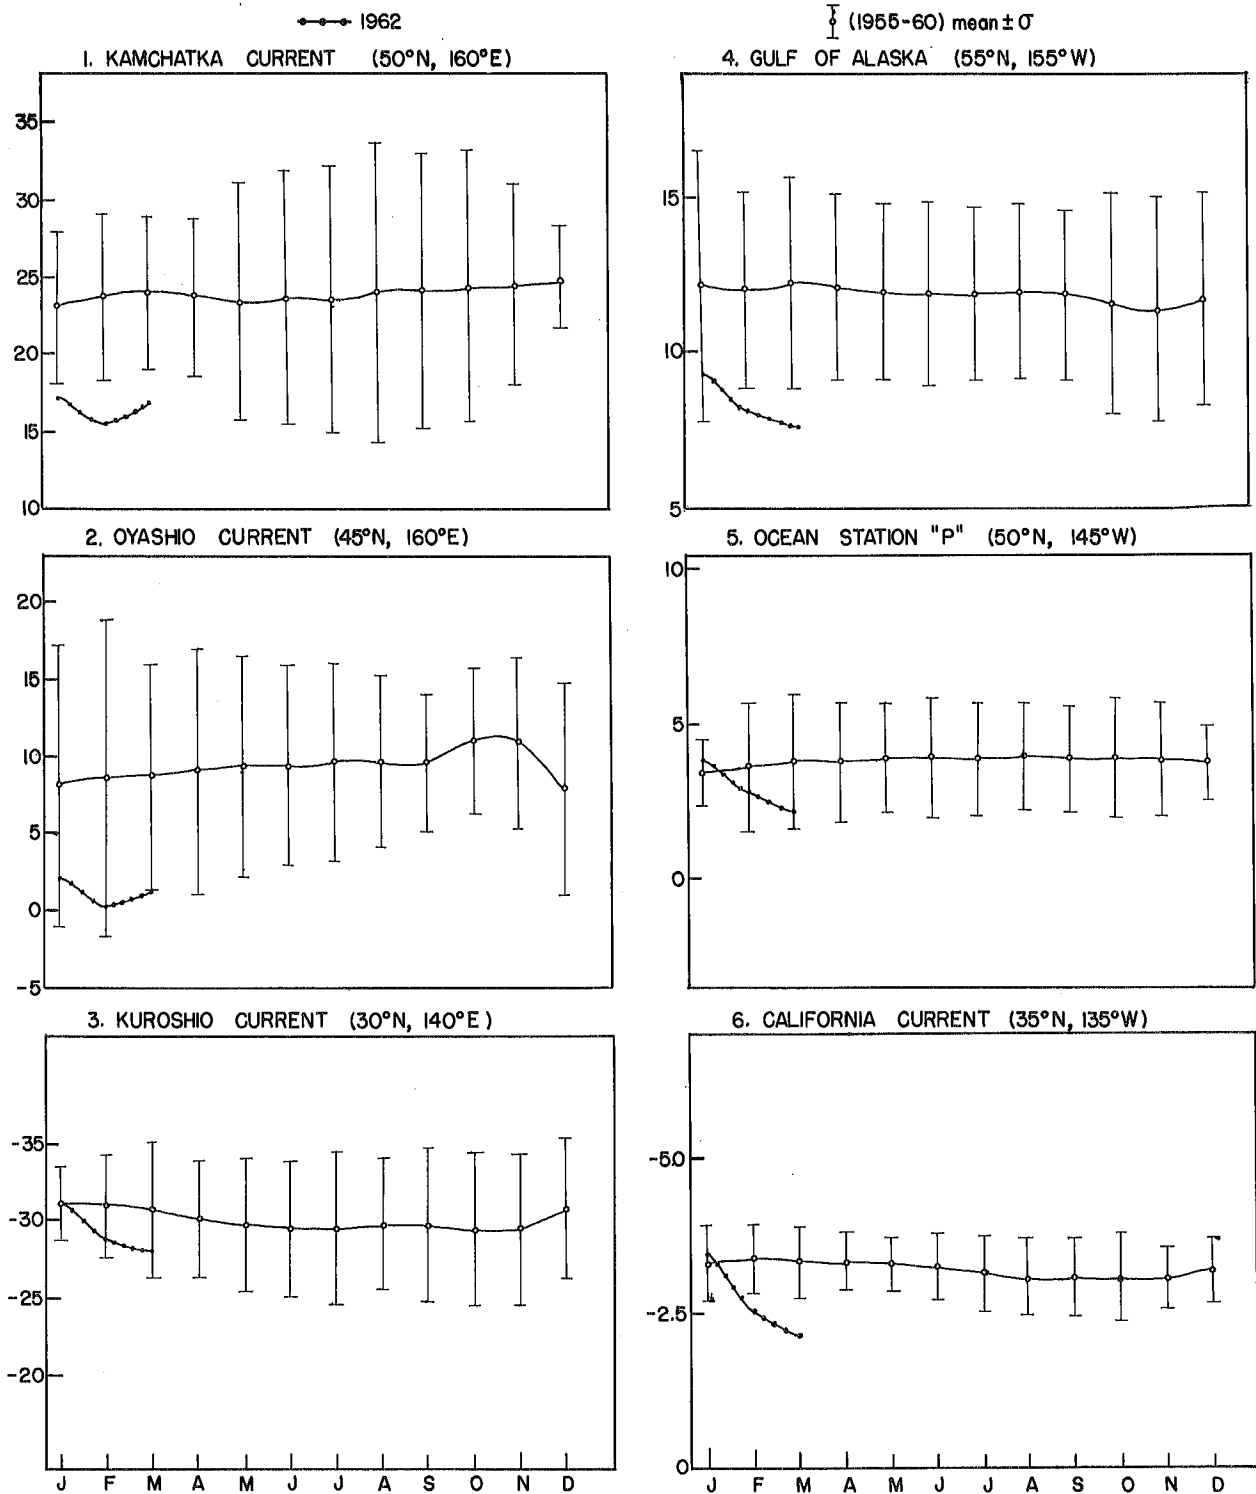 1962
(1955-60) mean ± σ
1. KAMCHATKA CURRENT (50°N, 160°E)
35
30
25
20
15
10
4. GULF OF ALASKA (55°N, 155°W)
15
10
5
2. OYASHIO CURRENT (45°N, 160°E)
20
15
10
5
0
-5
5. OCEAN STATION "P" (50°N, 145°W)
10
5
0
3. KUROSHIO CURRENT (30°N, 140°E)
-35
-30
-25
-20
J F M A M J J A S O N D
6. CALIFORNIA CURRENT (35°N, 135°W)
-5.0
-2.5
0
J F M A M J J A S O N D